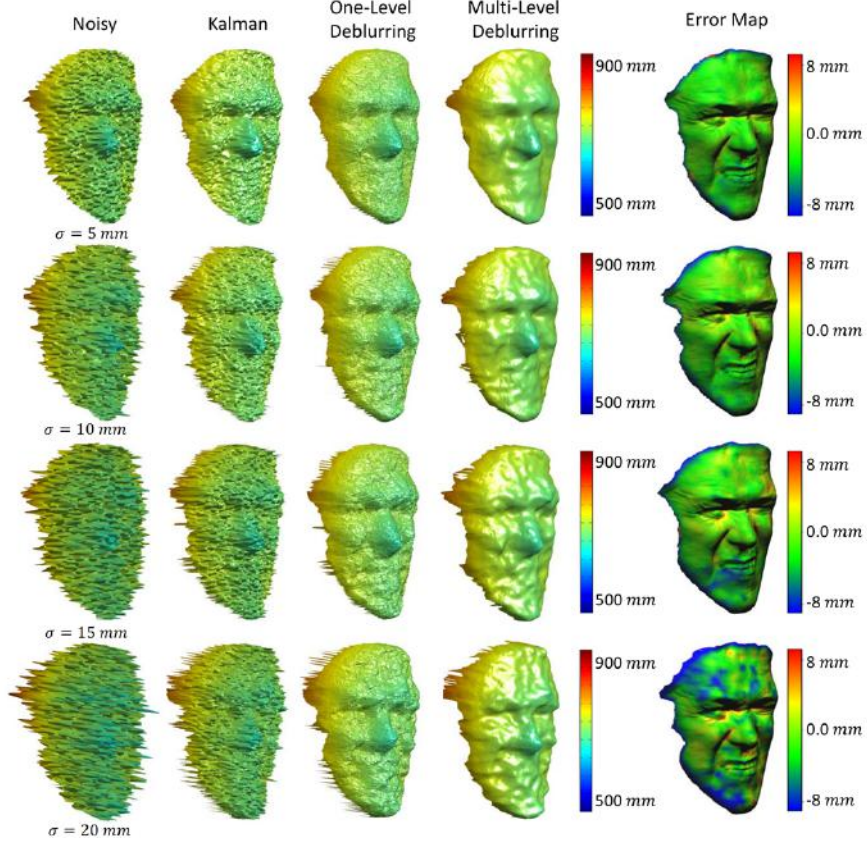 Noisy
Kalman
One-Level
Deblurring
Multi-Level
Deblurring
Error Map
900 mm
500 mm
8 mm
0.0 mm
-8 mm
σ = 5 mm
900 mm
500 mm
8 mm
0.0 mm
-8 mm
σ = 10 mm
900 mm
500 mm
8 mm
0.0 mm
-8 mm
σ = 15 mm
900 mm
500 mm
8 mm
0.0 mm
-8 mm
σ = 20 mm